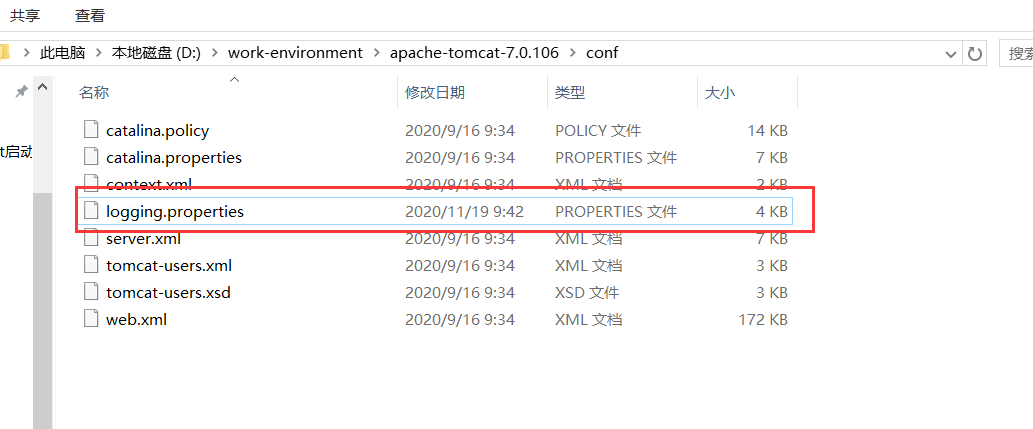 共享 查看
此电脑 > 本地磁盘 (D:) > work-environment > apache-tomcat-7.0.106 > conf 搜索
名称 修改日期 类型 大小
catalina.policy 2020/9/16 9:34 POLICY 文件 14 KB
t启动
catalina.properties 2020/9/16 9:34 PROPERTIES 文件 7 KB
context.xml 2020/9/16 9:34 XML 文档 2 KB
logging.properties 2020/11/19 9:42 PROPERTIES 文件 4 KB
server.xml 2020/9/16 9:34 XML 文档 7 KB
tomcat-users.xml 2020/9/16 9:34 XML 文档 3 KB
tomcat-users.xsd 2020/9/16 9:34 XSD 文件 3 KB
web.xml 2020/9/16 9:34 XML 文档 172 KB